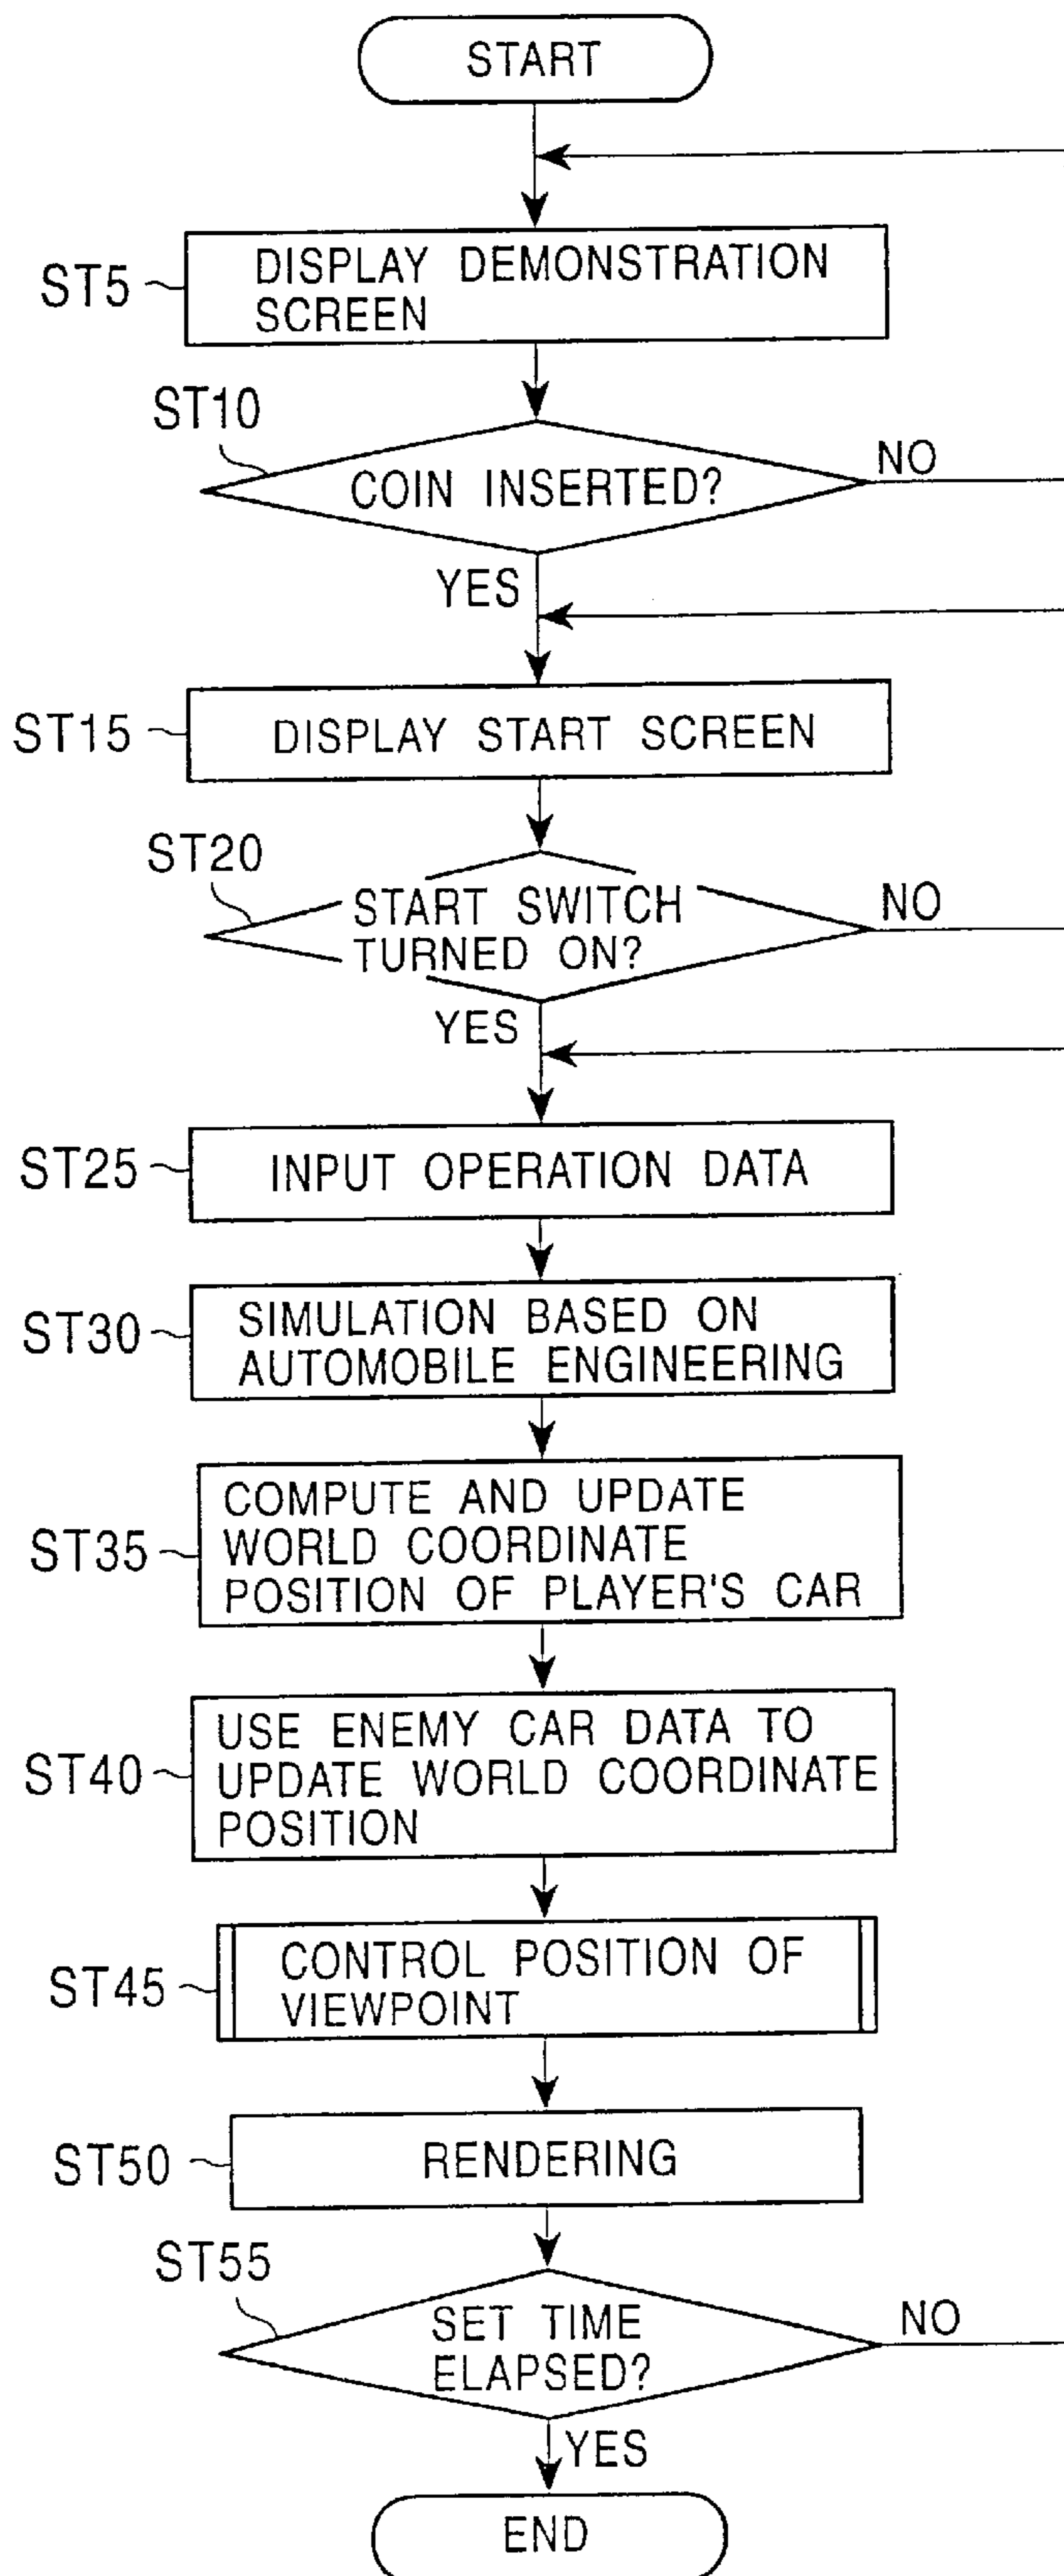 START
ST5
DISPLAY DEMONSTRATION
SCREEN
ST10
COIN INSERTED?
NO
YES
ST15
DISPLAY START SCREEN
ST20
START SWITCH
TURNED ON?
NO
YES
ST25
INPUT OPERATION DATA
ST30
SIMULATION BASED ON
AUTOMOBILE ENGINEERING
ST35
COMPUTE AND UPDATE
WORLD COORDINATE
POSITION OF PLAYER'S CAR
ST40
USE ENEMY CAR DATA TO
UPDATE WORLD COORDINATE
POSITION
ST45
CONTROL POSITION OF
VIEWPOINT
ST50
RENDERING
ST55
SET TIME
ELAPSED?
NO
YES
END